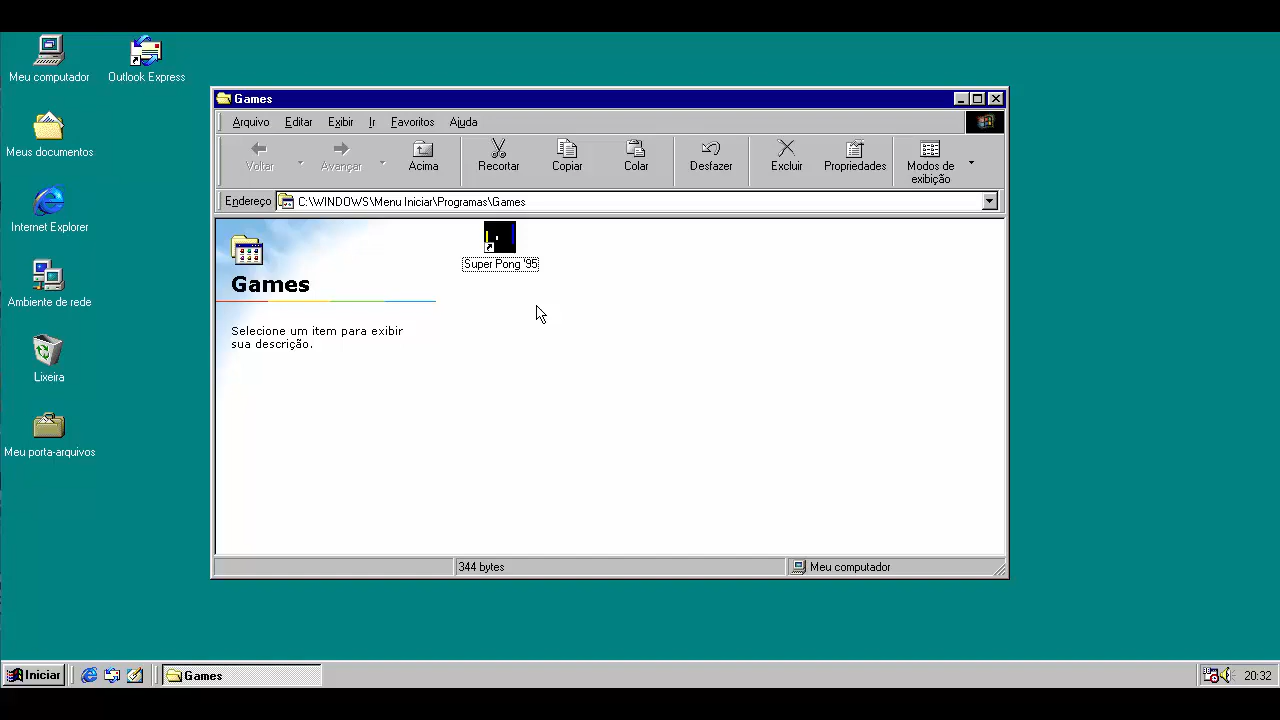 Meu computador
Outlook Express
Meus documentos
Internet Explorer
Ambiente de rede
Lixeira
Meu porta-arquivos
Games
Arquivo Editar Exibir Ir Favoritos Ajuda
Voltar Avançar Acima Recortar Copiar Colar Desfazer Excluir Propriedades Modos de exibição
Endereço C:\WINDOWS\Menu Iniciar\Programas\Games
Games
Selecione um item para exibir
sua descrição.
Super Pong '95
344 bytes Meu computador
Iniciar Games 20:32